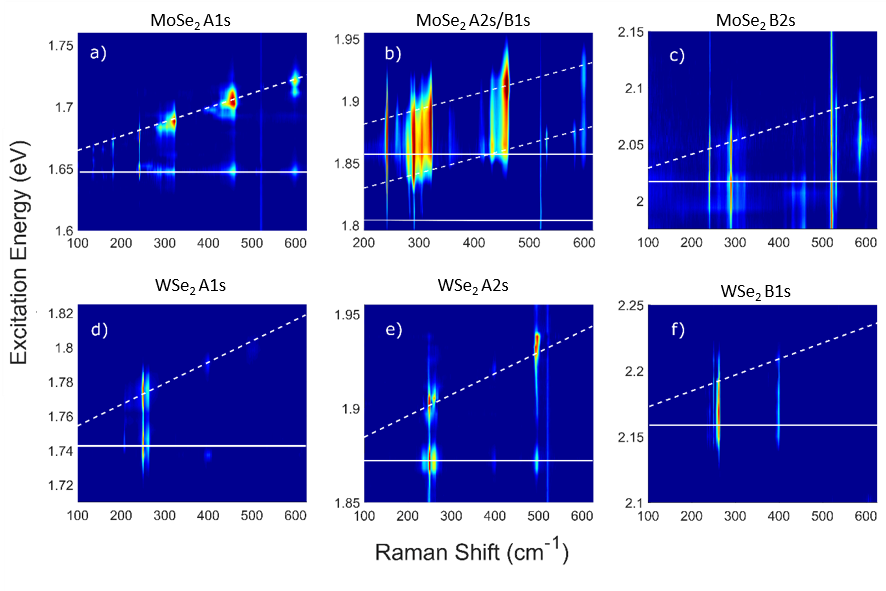 MoSe2 A1s
MoSe2 A2s/B1s
MoSe2 B2s
a)
b)
c)
1.75
1.7
1.65
1.6
1.95
1.9
1.85
1.8
2.15
2.1
2.05
2
100 200 300 400 500 600
200 300 400 500 600
100 200 300 400 500 600
Excitation Energy (eV)
WSe2 A1s
WSe2 A2s
WSe2 B1s
d)
e)
f)
1.82
1.8
1.78
1.76
1.74
1.72
1.95
1.9
1.85
2.25
2.2
2.15
2.1
100 200 300 400 500 600
100 200 300 400 500 600
100 200 300 400 500 600
Raman Shift (cm-1)